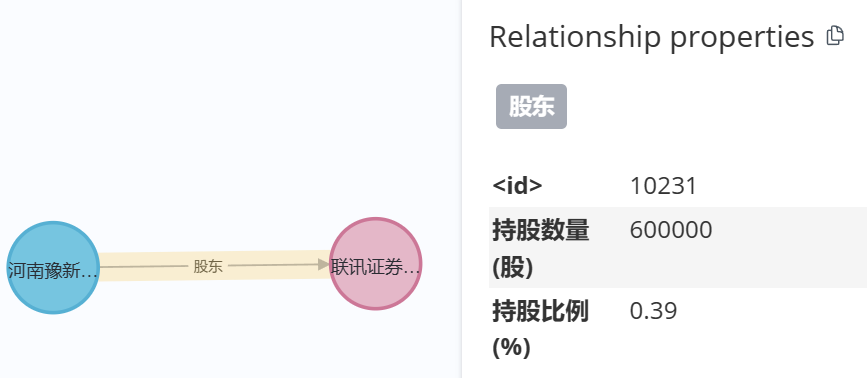 Relationship properties
股东
<id> 10231
持股数量 600000
(股)
持股比例 0.39
(%)
河南豫新…
股东
联讯证券…